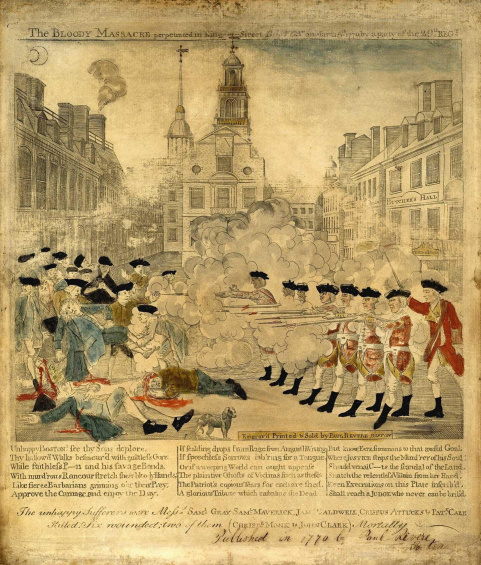 The BLOODY MASSACRE perpetrated in King Street by a party of the 29th REGt.
BUTCHER'S HALL
Engrav'd Printed & Sold by PAUL REVERE BOSTON
Unhappy BOSTON! see thy Sons deplore,
Thy hallow'd Walks besmear'd with guiltless Gore:
While faithless P—n and his savage Bands,
With murd'rous Rancour stretch their bloody Hands;
Like fierce Barbarians grinning o'er their Prey,
Approve the Carnage and enjoy the Day.
If scalding drops from Rage from Anguish Wrung
If speechless Sorrows lab'ring for a Tongue,
Or if a weeping World can ought appease
The plaintive Ghosts of Victims such as these;
The Patriot's copious Tears for each are shed,
A glorious Tribute which embalms the Dead
But know FATE summons to that awful Goal,
Where JUSTICE strips the Murd'rer of his Soul:
Should venal C—ts the scandal of the Land,
Snatch the relentless Villain from her Hand,
Keen Execrations on this Plate inscrib'd,
Shall reach a JUDGE who never can be brib'd.
The unhappy Sufferers were Messs. SAML GRAY, SAML MAVERICK, JAMS CALDWELL, CRISPUS ATTUCKS & PATK CARR
Killed. Six wounded; two of them (CHRISTR MONK & JOHN CLARK) Mortally
Published in 1770 by Paul Revere
Boston